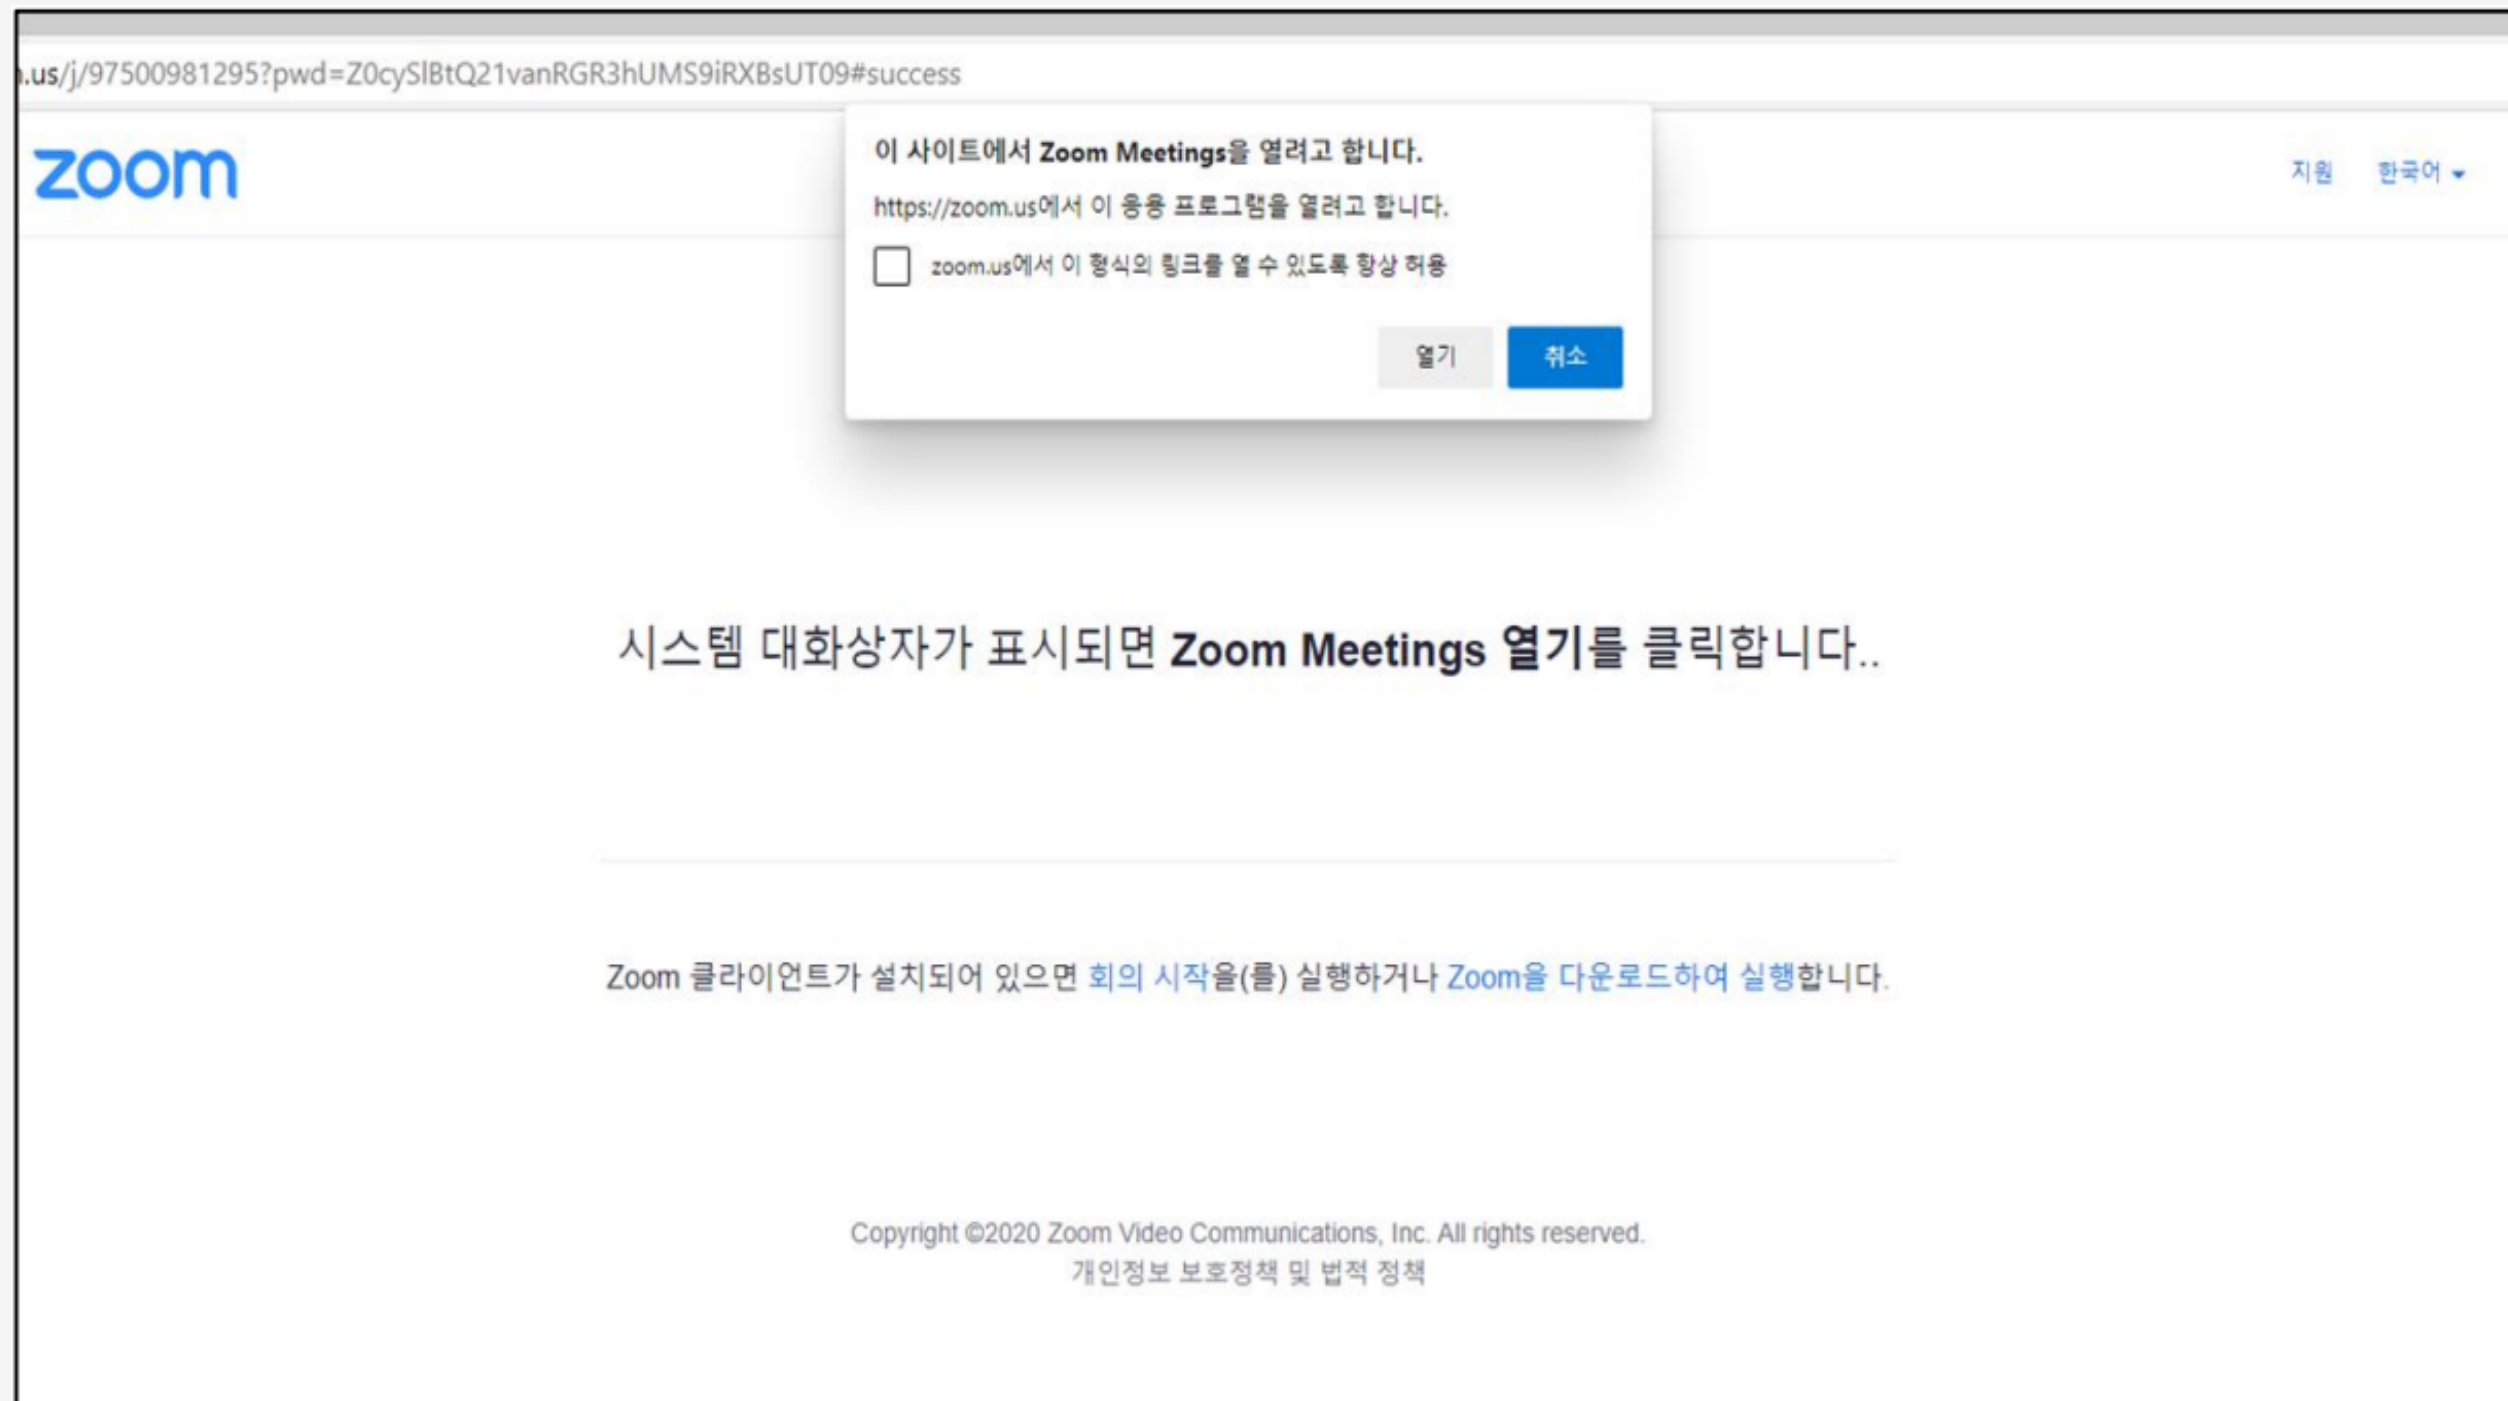 .us/j/97500981295?pwd=Z0cySlBtQ21vanRGR3hUMS9iRXBsUT09#success
zoom
지원 한국어
이 사이트에서 Zoom Meetings을 열려고 합니다.
https://zoom.us에서 이 응용 프로그램을 열려고 합니다.
zoom.us에서 이 형식의 링크를 열 수 있도록 항상 허용
열기 취소
시스템 대화상자가 표시되면 Zoom Meetings 열기를 클릭합니다..
Zoom 클라이언트가 설치되어 있으면 회의 시작을(를) 실행하거나 Zoom을 다운로드하여 실행합니다.
Copyright ©2020 Zoom Video Communications, Inc. All rights reserved.
개인정보 보호정책 및 법적 정책